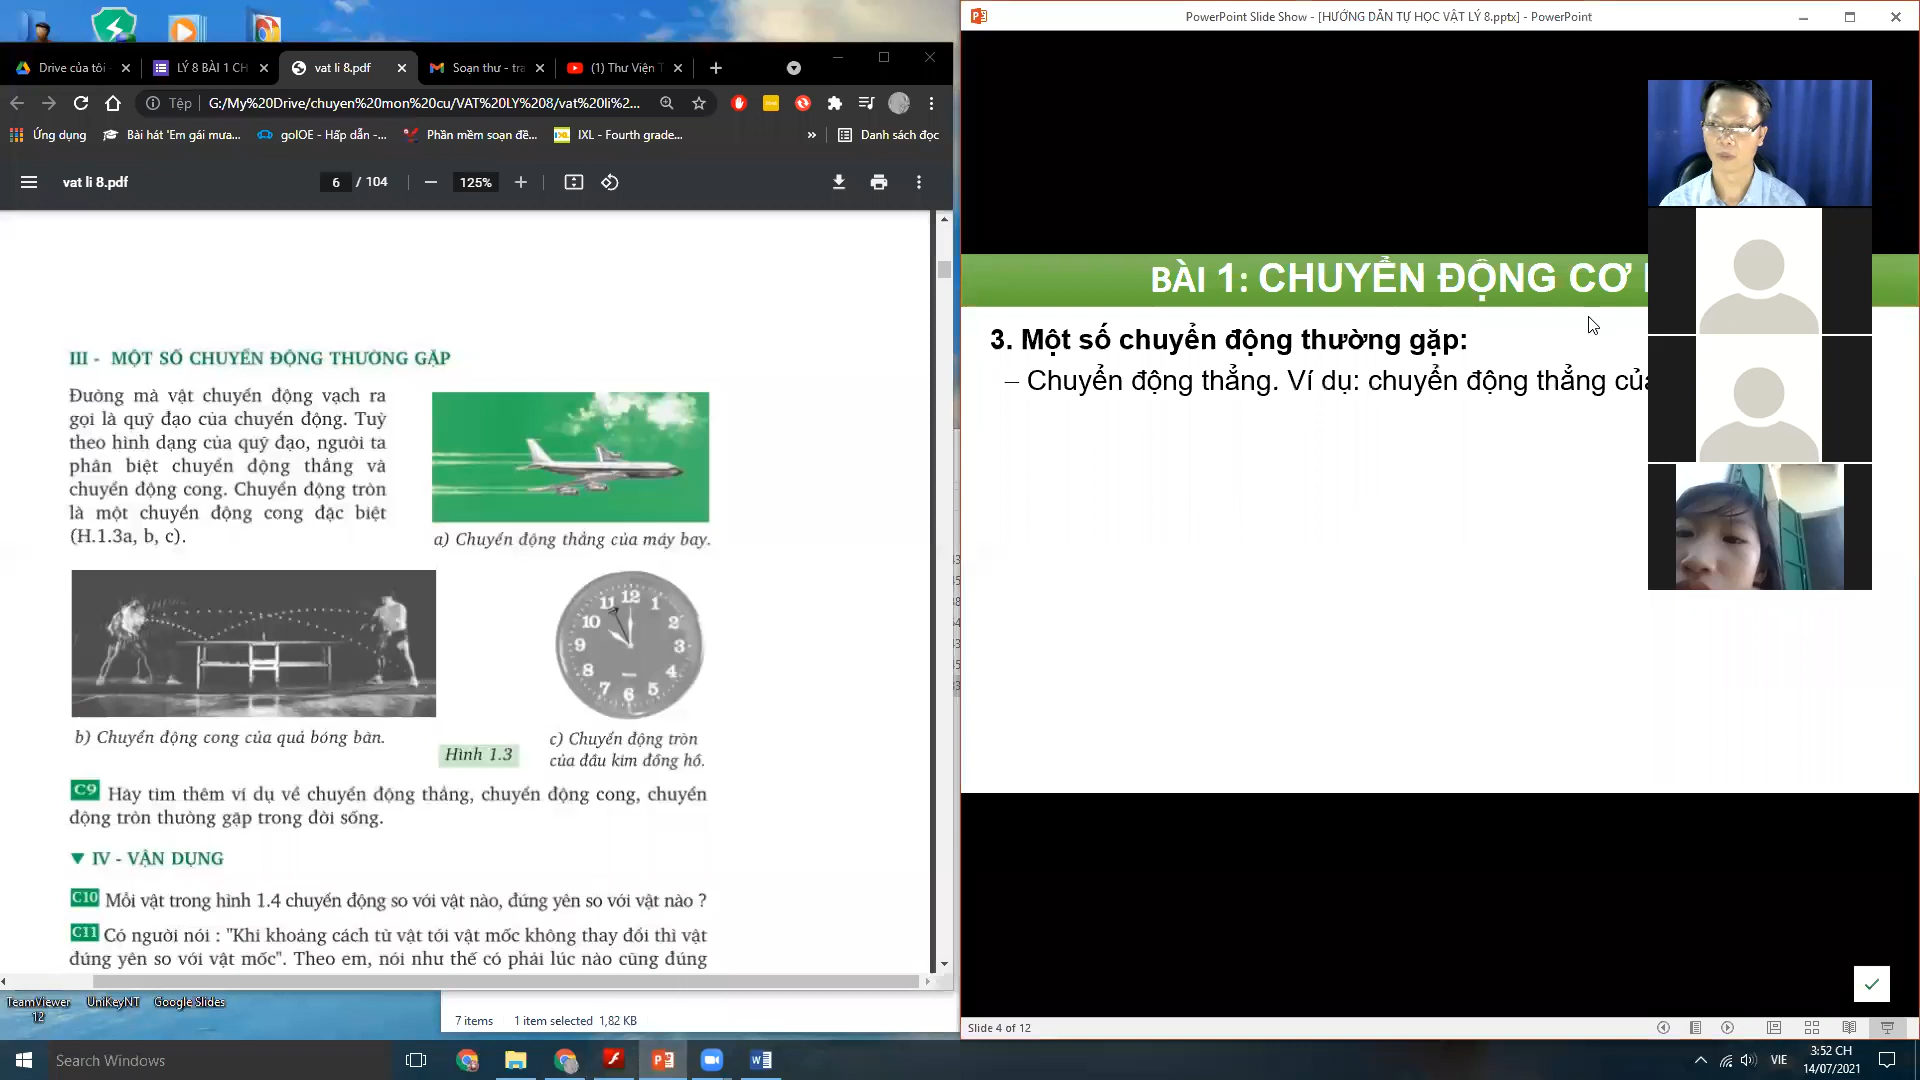 PowerPoint Slide Show - [HƯỚNG DẪN TỰ HỌC VẬT LÝ 8.pptx] - PowerPoint
Drive của tôi
LÝ 8 BÀI 1 CH
vat li 8.pdf
Soạn thư - tra
(1) Thư Viện T
Tệp
G:/My%20Drive/chuyen%20mon%20cu/VAT%20LY%208/vat%20li%...
Ứng dụng
Bài hát 'Em gái mưa...
goIOE - Hấp dẫn -...
Phần mềm soạn đề...
IXL - Fourth grade...
»
Danh sách đọc
vat li 8.pdf
6 / 104
125%
III - MỘT SỐ CHUYỂN ĐỘNG THƯỜNG GẶP
Đường mà vật chuyển động vạch ra
gọi là quỹ đạo của chuyển động. Tuỳ
theo hình dạng của quỹ đạo, người ta
phân biệt chuyển động thẳng và
chuyển động cong. Chuyển động tròn
là một chuyển động cong đặc biệt
(H.1.3a, b, c).
a) Chuyển động thẳng của máy bay.
12
1
2
3
4
5
6
7
8
9
10
11
b) Chuyển động cong của quả bóng bàn.
Hình 1.3
c) Chuyển động tròn
của đầu kim đồng hồ.
C9 Hãy tìm thêm ví dụ về chuyển động thẳng, chuyển động cong, chuyển
động tròn thường gặp trong đời sống.
IV - VẬN DỤNG
C10 Mỗi vật trong hình 1.4 chuyển động so với vật nào, đứng yên so với vật nào ?
C11 Có người nói : "Khi khoảng cách từ vật tới vật mốc không thay đổi thì vật
đứng yên so với vật mốc". Theo em, nói như thế có phải lúc nào cũng đúng
BÀI 1: CHUYỂN ĐỘNG CƠ
3. Một số chuyển động thường gặp:
– Chuyển động thẳng. Ví dụ: chuyển động thẳng của
TeamViewer
12
UniKeyNT
Google Slides
7 items
1 item selected 1,82 KB
Slide 4 of 12
Search Windows
VIE
3:52 CH
14/07/2021